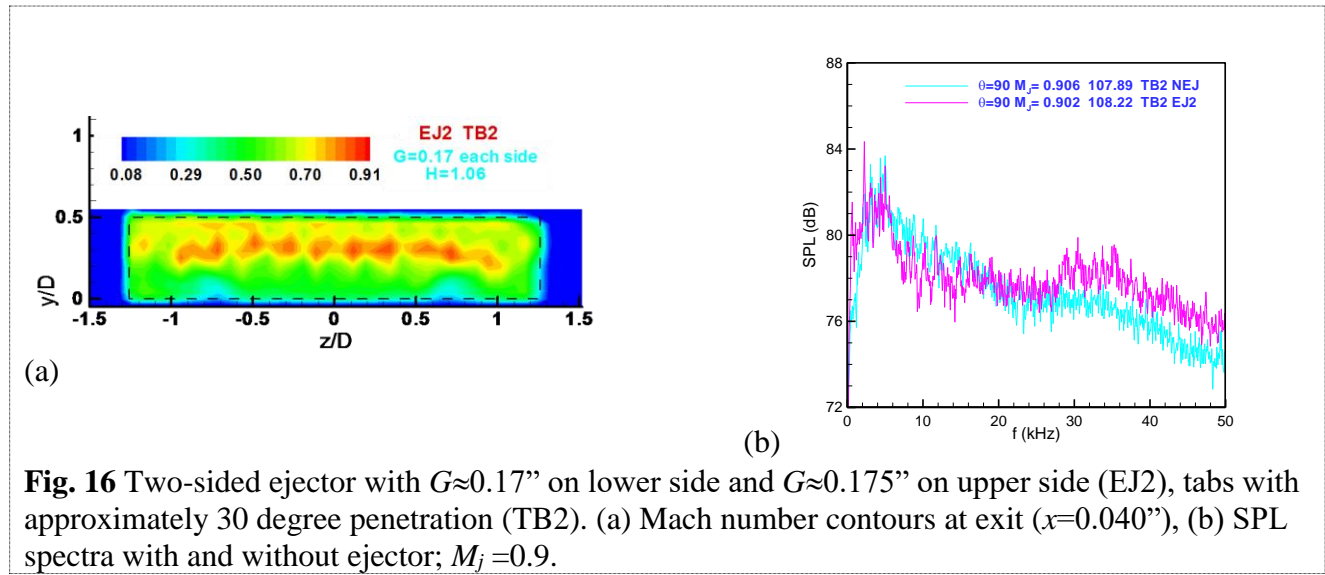 EJ2 TB2
G=0.17 each side
H=1.06
0.08 0.29 0.50 0.70 0.91
1
0.5
0
y/D
-1.5 -1 -0.5 0 0.5 1 1.5
z/D
(a)
88
84
80
76
72
SPL (dB)
θ=90 M_J= 0.906 107.89 TB2 NEJ
θ=90 M_J= 0.902 108.22 TB2 EJ2
0 10 20 30 40 50
f (kHz)
(b)
Fig. 16 Two-sided ejector with G≈0.17” on lower side and G≈0.175” on upper side (EJ2), tabs with
approximately 30 degree penetration (TB2). (a) Mach number contours at exit (x=0.040”), (b) SPL
spectra with and without ejector; M_j =0.9.